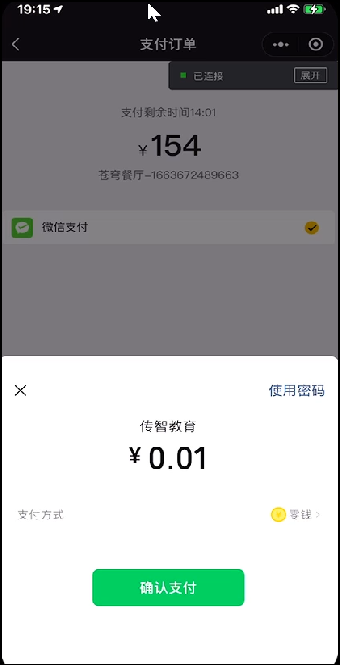 19:15
支付订单
已连接
展开
支付剩余时间14:01
￥154
苍穹餐厅-1663672489663
微信支付
使用密码
传智教育
￥0.01
支付方式
零钱
确认支付